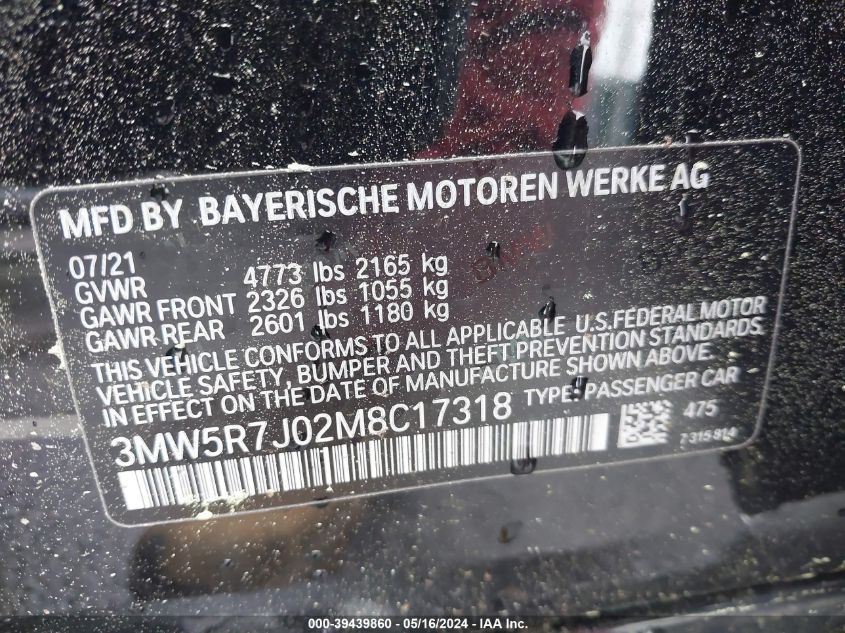 MFD BY BAYERISCHE MOTOREN WERKE AG
07/21
GVWR 4773 lbs 2165 kg
GAWR FRONT 2326 lbs 1055 kg
GAWR REAR 2601 lbs 1180 kg
THIS VEHICLE CONFORMS TO ALL APPLICABLE U.S.FEDERAL MOTOR
VEHICLE SAFETY, BUMPER AND THEFT PREVENTION STANDARDS
IN EFFECT ON THE DATE OF MANUFACTURE SHOWN ABOVE.
3MW5R7J02M8C17318 TYPE: PASSENGER CAR
475
7 315 814
000-39439860 - 05/16/2024 - IAA Inc.